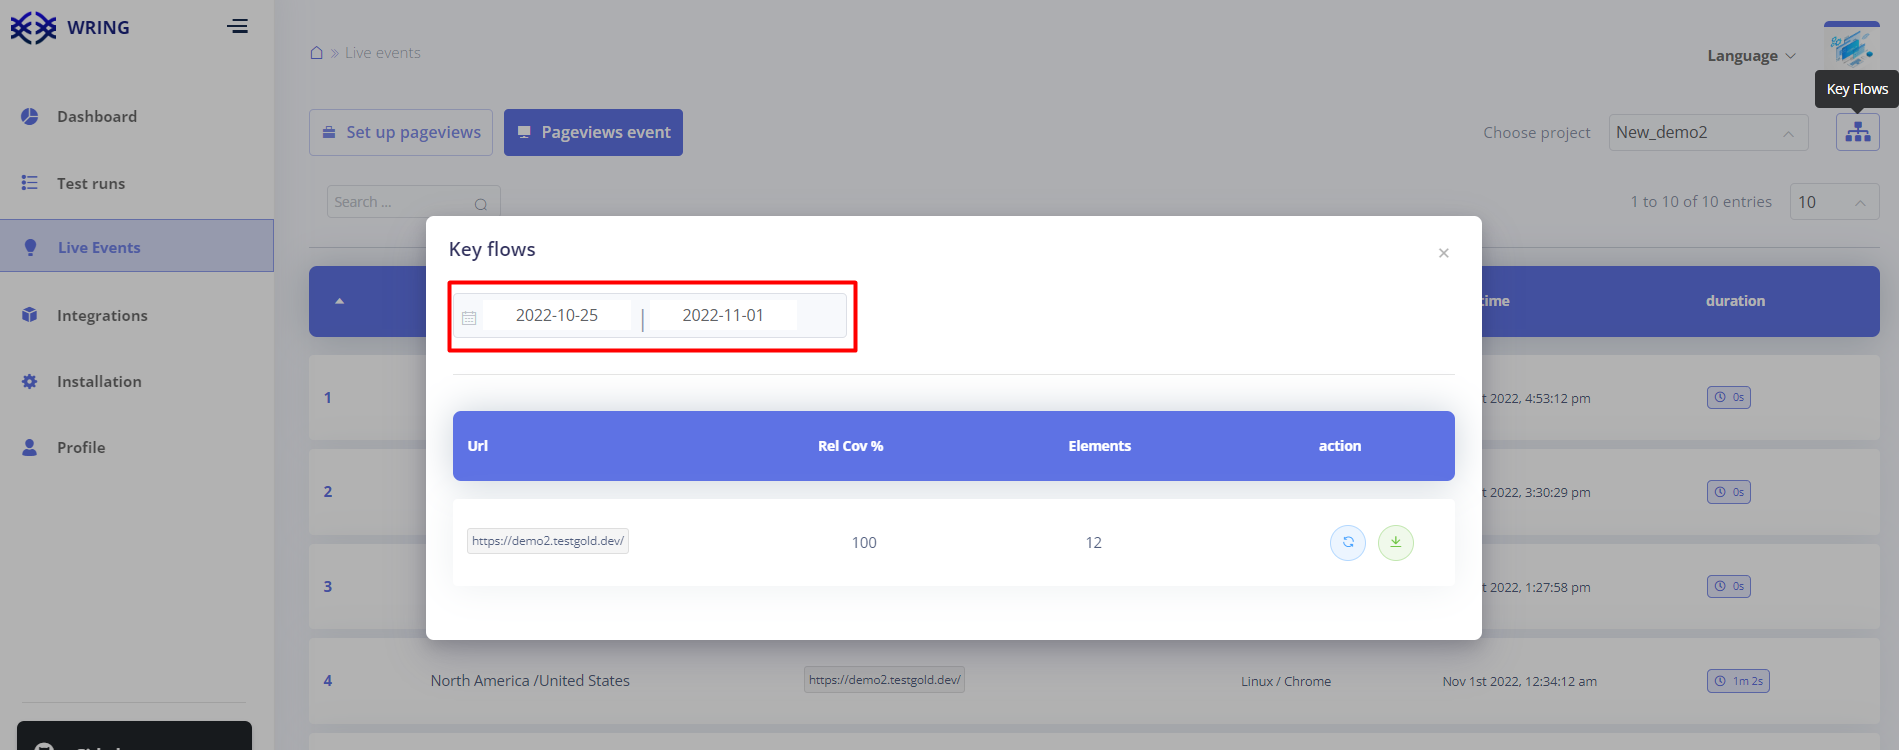 WRING
Live events
Language
Key Flows
Dashboard
Set up pageviews
Pageviews event
Choose project
New_demo2
Test runs
Search ...
1 to 10 of 10 entries
10
Live Events
Key flows
2022-10-25 | 2022-11-01
time
duration
Integrations
Installation
Profile
Url
Rel Cov %
Elements
action
https://demo2.testgold.dev/
100
12
1
t 2022, 4:53:12 pm
0s
2
t 2022, 3:30:29 pm
0s
3
t 2022, 1:27:58 pm
0s
4
North America /United States
https://demo2.testgold.dev/
Linux / Chrome
Nov 1st 2022, 12:34:12 am
1m 2s